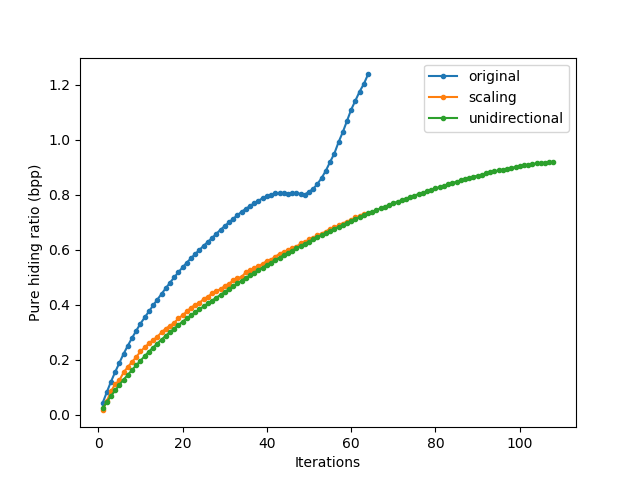 original
scaling
unidirectional
1.2
1.0
0.8
0.6
0.4
0.2
0.0
Pure hiding ratio (bpp)
0 20 40 60 80 100
Iterations